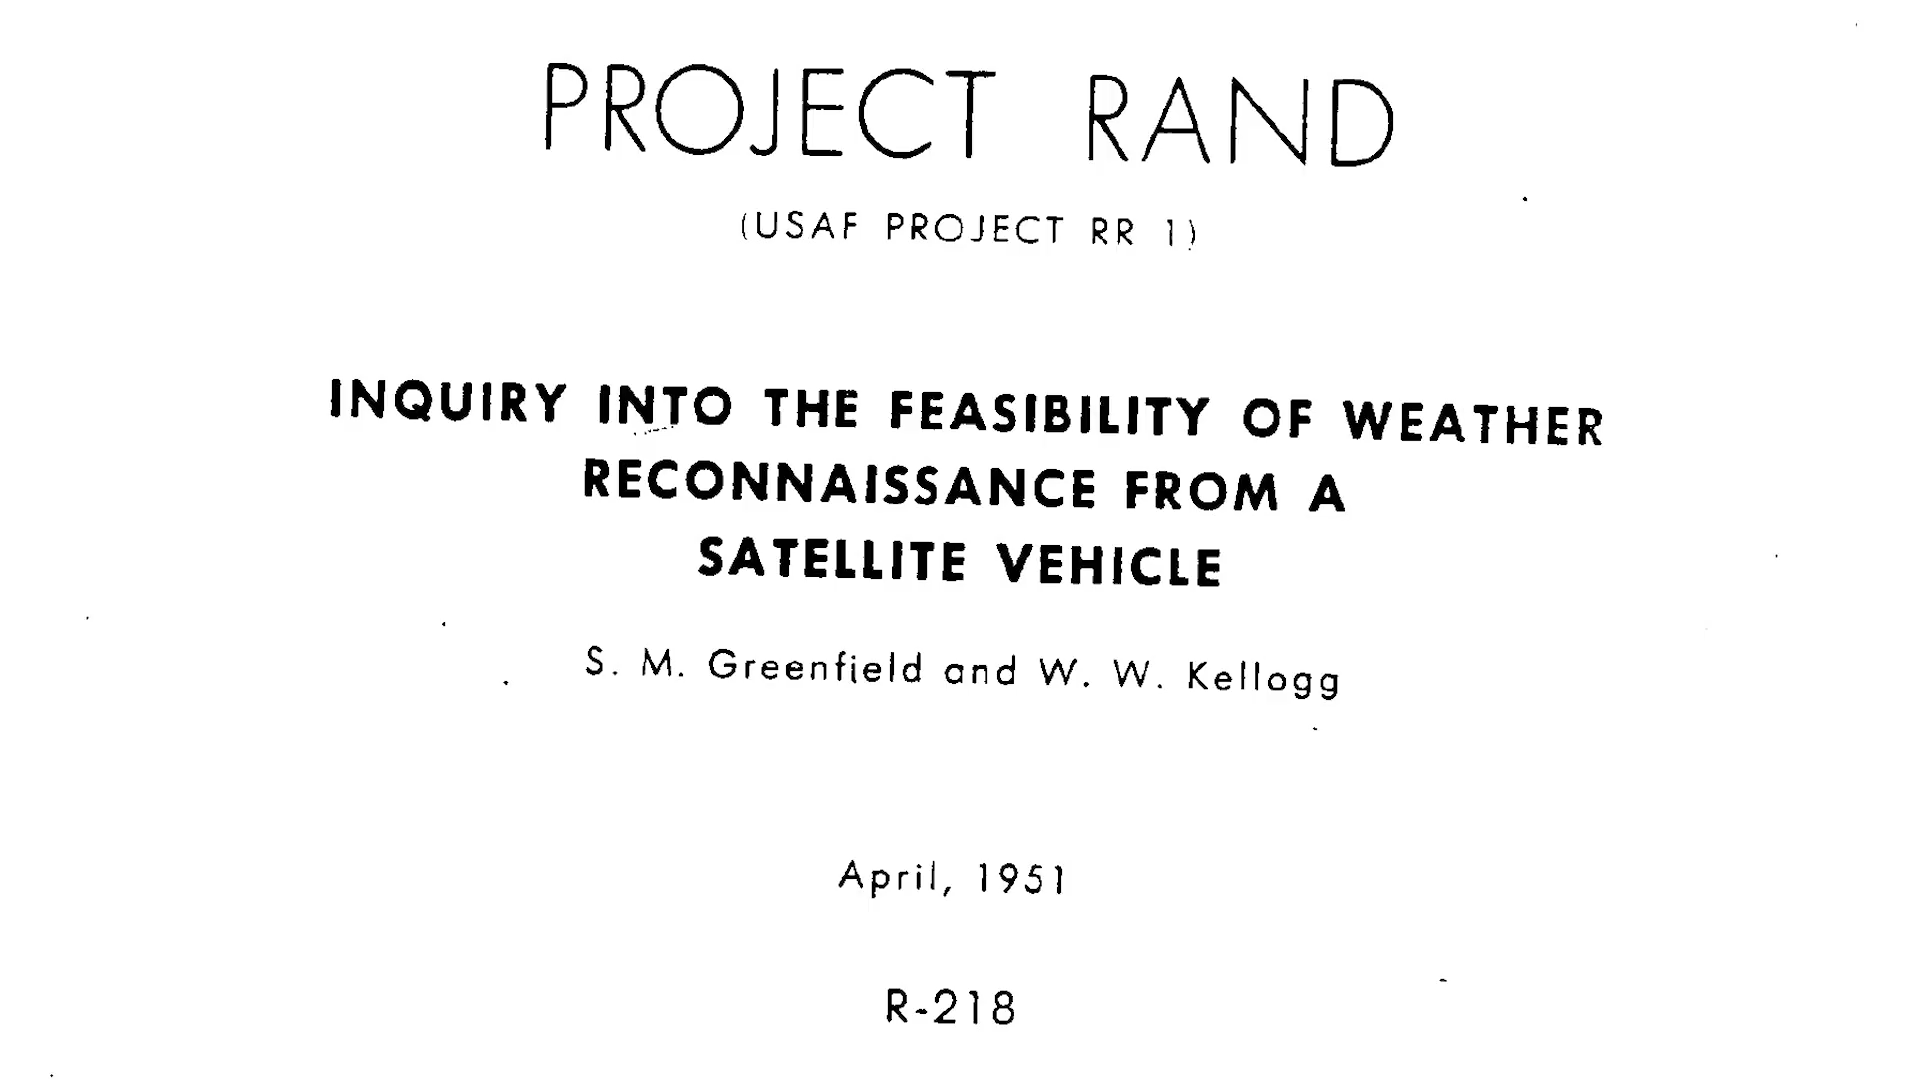 PROJECT RAND
(USAF PROJECT RR 1)
INQUIRY INTO THE FEASIBILITY OF WEATHER
RECONNAISSANCE FROM A
SATELLITE VEHICLE
S. M. Greenfield and W. W. Kellogg
April, 1951
R-218